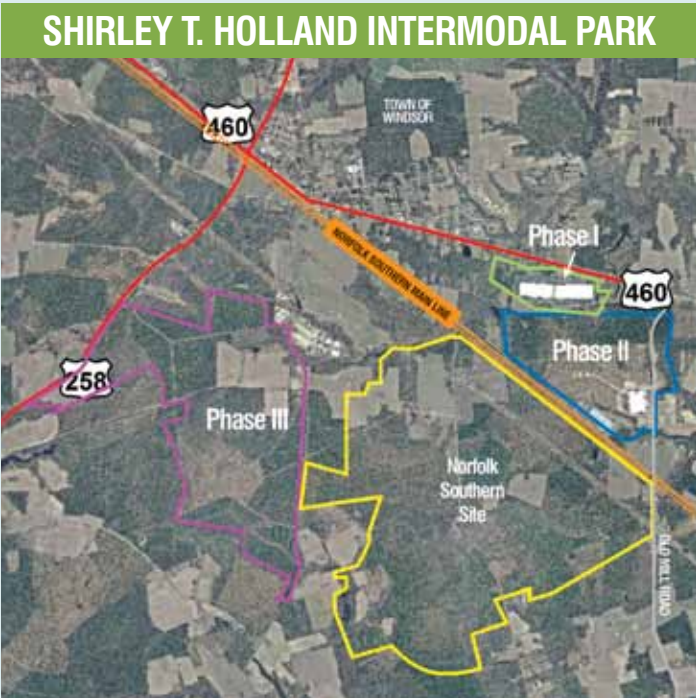 SHIRLEY T. HOLLAND INTERMODAL PARK
460
TOWN OF
WINDSOR
Phase I
NORFOLK SOUTHERN MAIN LINE
460
Phase II
258
Phase III
Norfolk
Southern
Site
OLD MILL ROAD